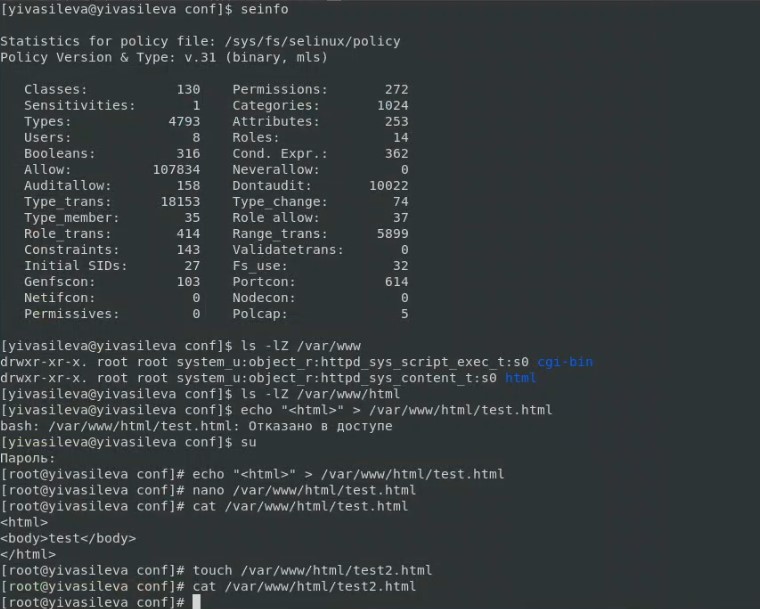 [yivasileva@yivasileva conf]$ seinfo
Statistics for policy file: /sys/fs/selinux/policy
Policy Version & Type: v.31 (binary, mls)
Classes: 130 Permissions: 272
Sensitivities: 1 Categories: 1024
Types: 4793 Attributes: 253
Users: 8 Roles: 14
Booleans: 316 Cond. Expr.: 362
Allow: 107834 Neverallow: 0
Auditallow: 158 Dontaudit: 10022
Type_trans: 18153 Type_change: 74
Type_member: 35 Role allow: 37
Role_trans: 414 Range_trans: 5899
Constraints: 143 Validatetrans: 0
Initial SIDs: 27 Fs_use: 32
Genfscon: 103 Portcon: 614
Netifcon: 0 Nodecon: 0
Permissives: 0 Polcap: 5
[yivasileva@yivasileva conf]$ ls -lZ /var/www
drwxr-xr-x. root root system_u:object_r:httpd_sys_script_exec_t:s0 cgi-bin
drwxr-xr-x. root root system_u:object_r:httpd_sys_content_t:s0 html
[yivasileva@yivasileva conf]$ ls -lZ /var/www/html
[yivasileva@yivasileva conf]$ echo "<html>" > /var/www/html/test.html
bash: /var/www/html/test.html: Отказано в доступе
[yivasileva@yivasileva conf]$ su
Пароль:
[root@yivasileva conf]# echo "<html>" > /var/www/html/test.html
[root@yivasileva conf]# nano /var/www/html/test.html
[root@yivasileva conf]# cat /var/www/html/test.html
<html>
<body>test</body>
</html>
[root@yivasileva conf]# touch /var/www/html/test2.html
[root@yivasileva conf]# cat /var/www/html/test2.html
[root@yivasileva conf]#